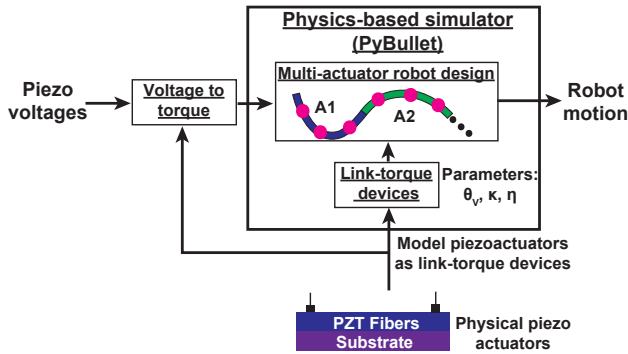 Physics-based simulator
(PyBullet)
Piezo
voltages
Voltage to
torque
Multi-actuator robot design
A1
A2
Robot
motion
Link-torque
devices
Parameters:
θv, κ, η
Model piezoactuators
as link-torque devices
PZT Fibers
Substrate
Physical piezo
actuators